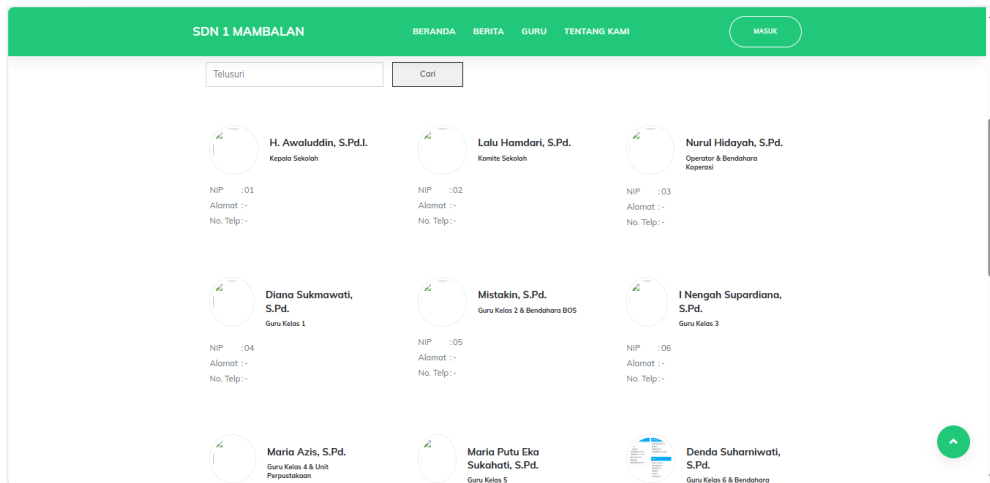 SDN 1 MAMBALAN
BERANDA BERITA GURU TENTANG KAMI
MASUK
Telusuri
Cari
H. Awaluddin, S.Pd.I.
Kepala Sekolah
NIP :01
Alamat :-
No. Telp:-
Lalu Hamdari, S.Pd.
Komite Sekolah
NIP :02
Alamat :-
No. Telp:-
Nurul Hidayah, S.Pd.
Operator & Bendahara
Koperasi
NIP :03
Alamat :-
No. Telp:-
Diana Sukmawati,
S.Pd.
Guru Kelas 1
NIP :04
Alamat :-
No. Telp:-
Mistakin, S.Pd.
Guru Kelas 2 & Bendahara BOS
NIP :05
Alamat :-
No. Telp:-
I Nengah Supardiana,
S.Pd.
Guru Kelas 3
NIP :06
Alamat :-
No. Telp:-
Maria Azis, S.Pd.
Guru Kelas 4 & Unit
Perpustakaan
Maria Putu Eka
Sukahati, S.Pd.
Guru Kelas 5
Denda Suharniwati,
S.Pd.
Guru Kelas 6 & Bendahara